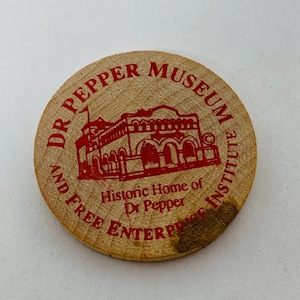 DR PEPPER MUSEUM
Historic Home of
Dr Pepper
AND FREE ENTERPRISE INSTITUTE